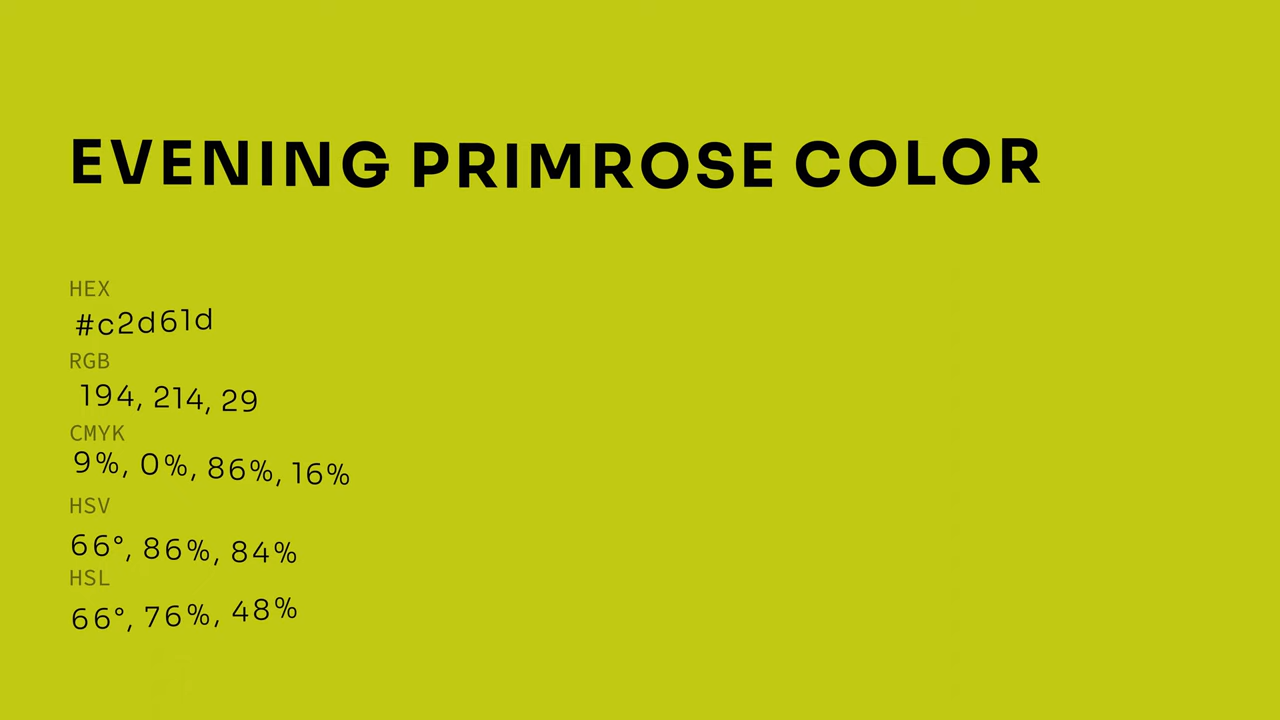 EVENING PRIMROSE COLOR
HEX
#c2d61d
RGB
194, 214, 29
CMYK
9%, 0%, 86%, 16%
HSV
66°, 86%, 84%
HSL
66°, 76%, 48%